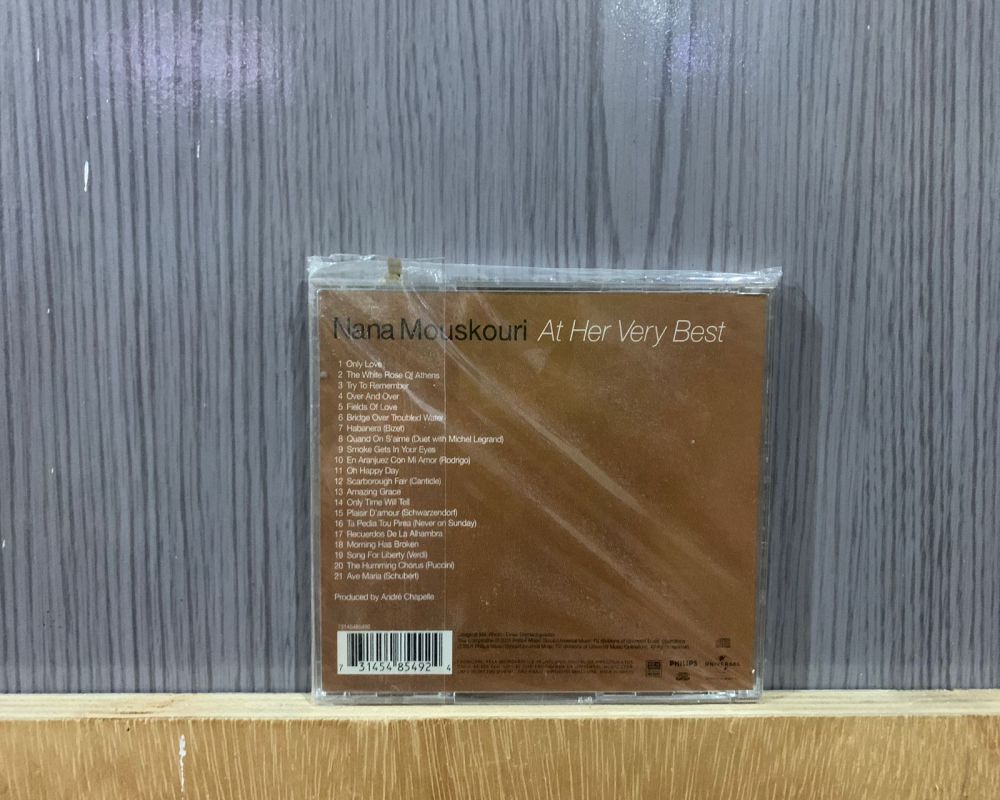 Nana Mouskouri At Her Very Best
1 Only Love
2 The White Rose Of Athens
3 Try To Remember
4 Over And Over
5 Fields Of Love
6 Bridge Over Troubled Water
7 Habanera (Bizet)
8 Quand On S'aime (Duet with Michel Legrand)
9 Smoke Gets In Your Eyes
10 En Aranjuez Con Mi Amor (Rodrigo)
11 Oh Happy Day
12 Scarborough Fair (Canticle)
13 Amazing Grace
14 Only Time Will Tell
15 Plaisir D'amour (Schwarzendorf)
16 Ta Pedia Tou Pirea (Never on Sunday)
17 Recuerdos De La Alhambra
18 Morning Has Broken
19 Song For Liberty (Verdi)
20 The Humming Chorus (Puccini)
21 Ave Maria (Schubert)
Produced by André Chapelle
7 31454 85492 4
PHILIPS UNIVERSAL